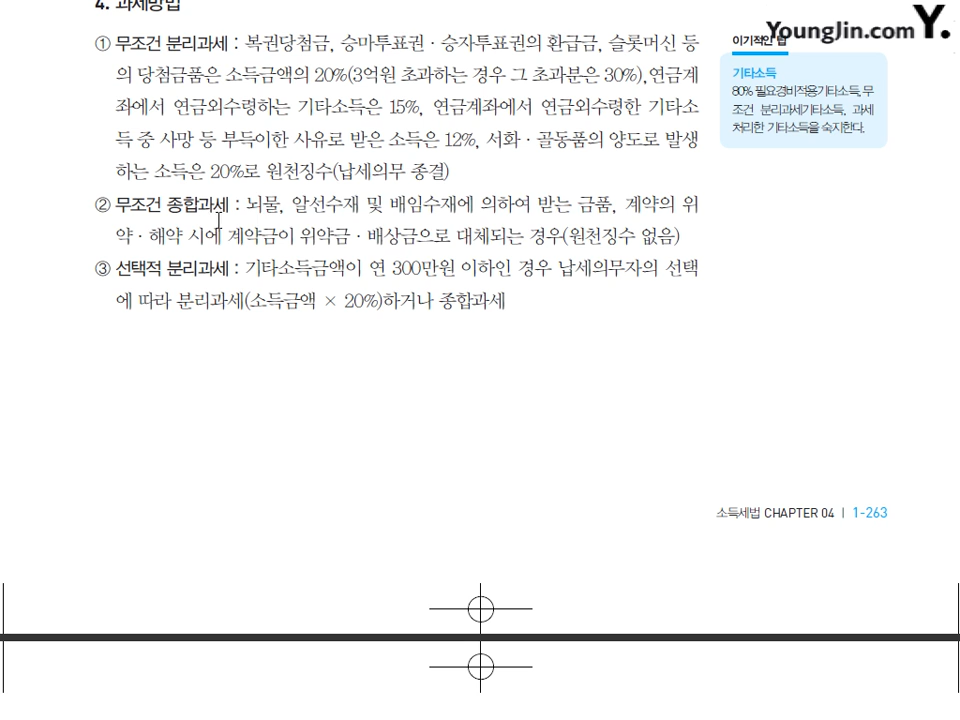 4. 과세방법
YoungJin.com Y.
① 무조건 분리과세 : 복권당첨금, 승마투표권 · 승자투표권의 환급금, 슬롯머신 등
의 당첨금품은 소득금액의 20%(3억원 초과하는 경우 그 초과분은 30%), 연금계
좌에서 연금외수령하는 기타소득은 15%, 연금계좌에서 연금외수령한 기타소
득 중 사망 등 부득이한 사유로 받은 소득은 12%, 서화 · 골동품의 양도로 발생
하는 소득은 20%로 원천징수(납세의무 종결)
② 무조건 종합과세 : 뇌물, 알선수재 및 배임수재에 의하여 받는 금품, 계약의 위
약 · 해약 시에 계약금이 위약금 · 배상금으로 대체되는 경우(원천징수 없음)
③ 선택적 분리과세 : 기타소득금액이 연 300만원 이하인 경우 납세의무자의 선택
에 따라 분리과세(소득금액 × 20%)하거나 종합과세
이기적인 팁
기타소득
80% 필요경비적용기타소득, 무
조건 분리과세기타소득, 과세
처리한 기타소득을 숙지한다.
소득세법 CHAPTER 04 | 1-263